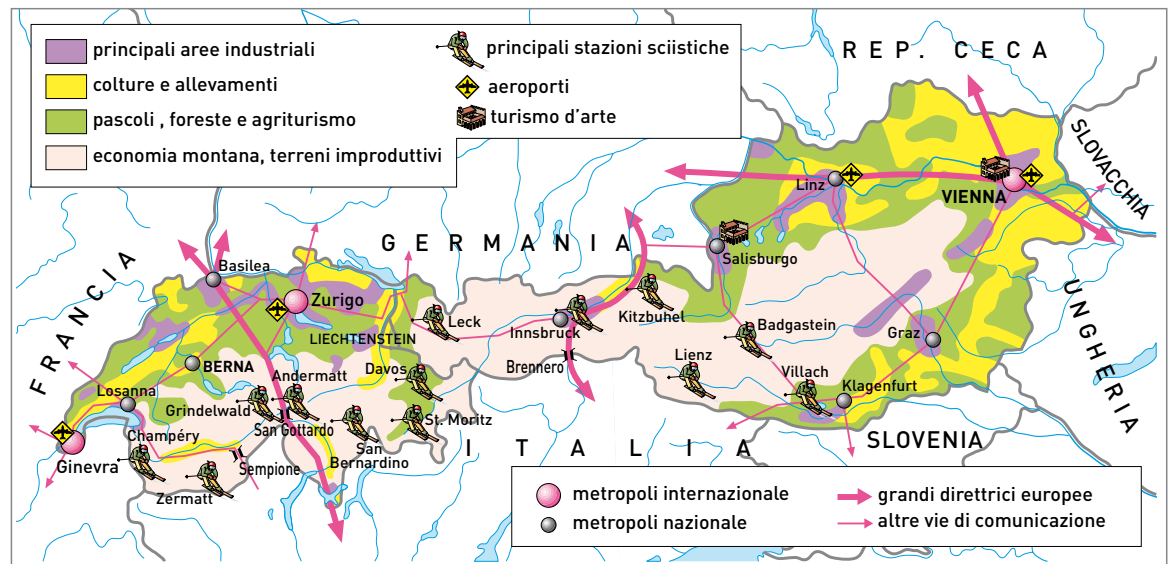 principali aree industriali
colture e allevamenti
pascoli , foreste e agriturismo
economia montana, terreni improduttivi
principali stazioni sciistiche
aeroporti
turismo d'arte
REP. CECA
SLOVACCHIA
UNGHERIA
SLOVENIA
ITALIA
GERMANIA
FRANCIA
LIECHTENSTEIN
Basilea
Zurigo
BERNA
Losanna
Ginevra
Champéry
Zermatt
Grindelwald
Andermatt
San Gottardo
Sempione
San
Bernardino
Davos
St. Moritz
Leck
Innsbruck
Brennero
Kitzbuhel
Salisburgo
Linz
VIENNA
Badgastein
Lienz
Villach
Klagenfurt
Graz
metropoli internazionale
metropoli nazionale
grandi direttrici europee
altre vie di comunicazione